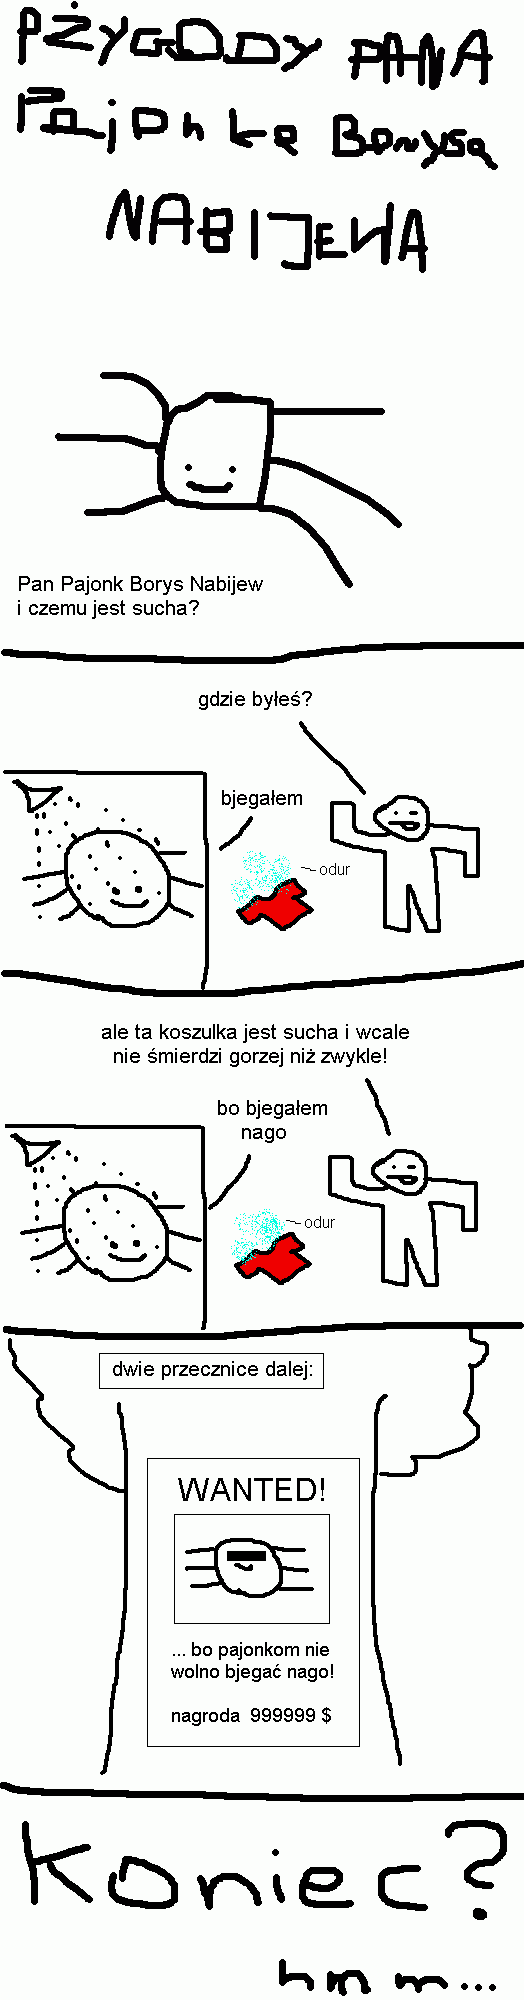 PŻYGODY PANA
PajonKa BORYSa
NABIJEWA
Pan Pajonk Borys Nabijew
i czemu jest sucha?
gdzie byłeś?
bjegałem
odur
ale ta koszulka jest sucha i wcale
nie śmierdzi gorzej niż zwykle!
bo bjegałem
nago
odur
dwie przecznice dalej:
WANTED!
... bo pajonkom nie
wolno bjegać nago!
nagroda 999999 $
Koniec?
hmm...